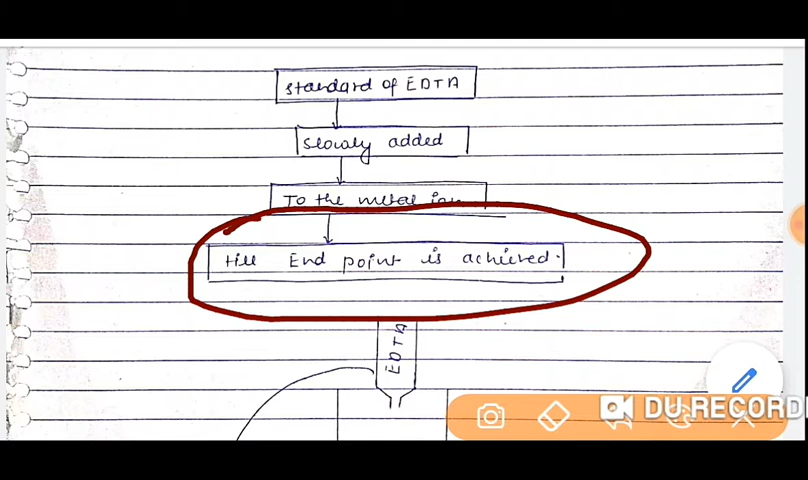 standard of EDTA
slowly added
To the metal ion
till End point is achieved.
EDTA
DU RECORD